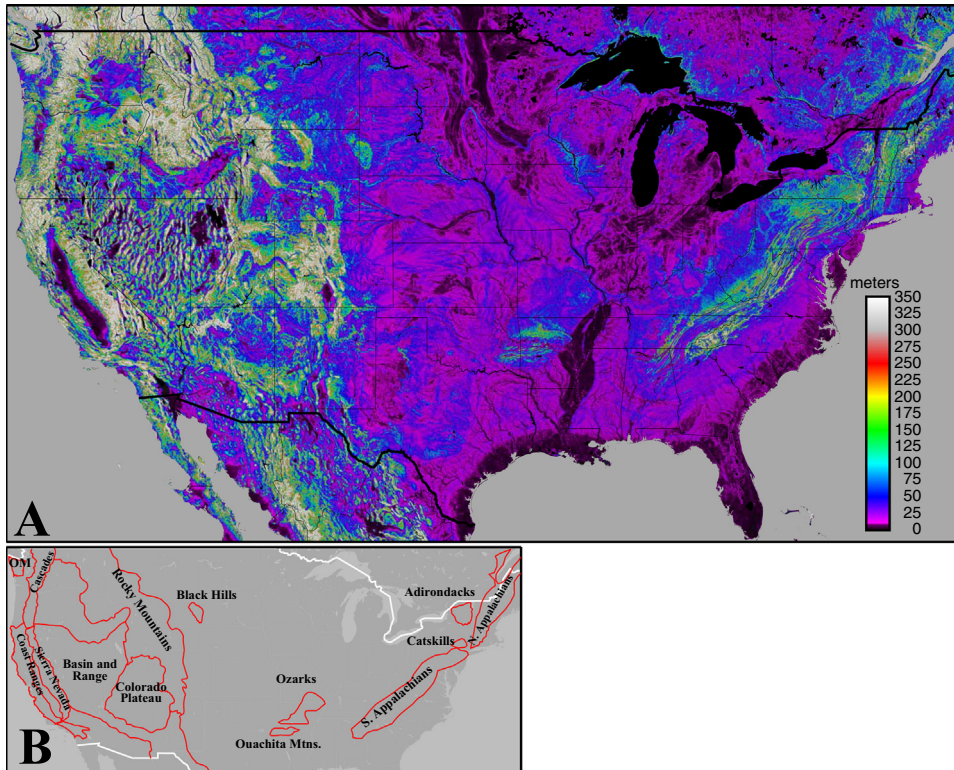 meters
350
325
300
275
250
225
200
175
150
125
100
75
50
25
0
A
OM
Cascades
Rocky Mountains
Black Hills
Adirondacks
N. Appalachians
Catskills
Coast Ranges
Sierra Nevada
Basin and
Range
Colorado
Plateau
Ozarks
S. Appalachians
Ouachita Mtns.
B